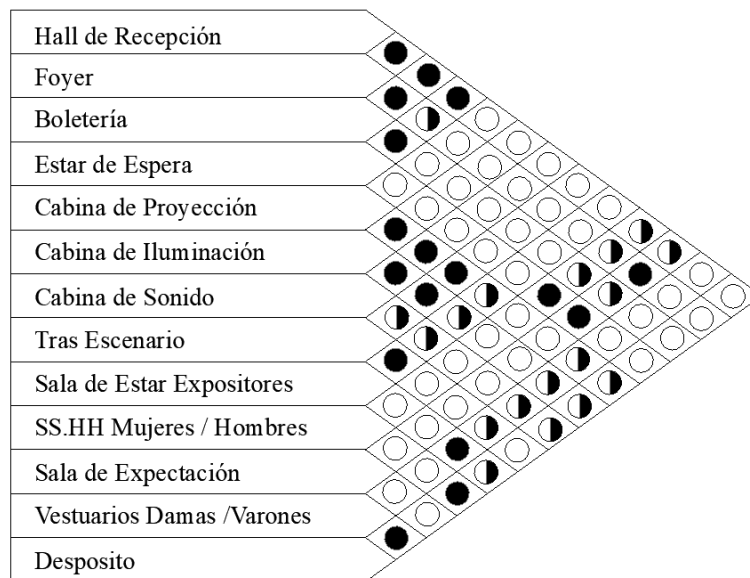 Hall de Recepción
Foyer
Boletería
Estar de Espera
Cabina de Proyección
Cabina de Iluminación
Cabina de Sonido
Tras Escenario
Sala de Estar Expositores
SS.HH Mujeres / Hombres
Sala de Expectación
Vestuarios Damas /Varones
Desposito